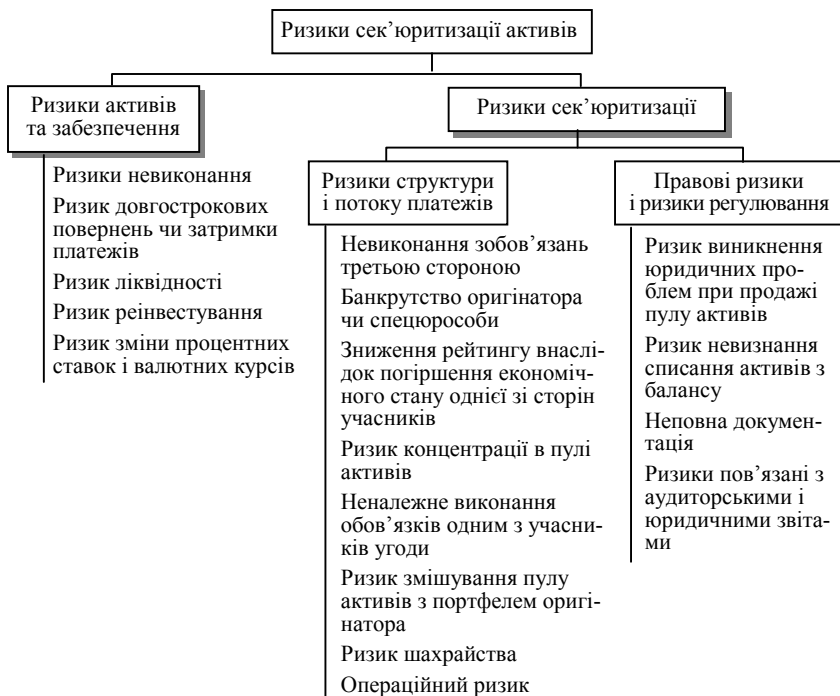 Ризики сек’юритизації активів
Ризики активів
та забезпечення
Ризики невиконання
Ризик довгострокових
повернень чи затримки
платежів
Ризик ліквідності
Ризик реінвестування
Ризик зміни процентних
ставок і валютних курсів
Ризики сек’юритизації
Ризики структури
і потоку платежів
Невиконання зобов’язань
третьою стороною
Банкрутство оригінатора
чи спецюрособи
Зниження рейтингу внаслі-
док погіршення економіч-
ного стану однієї зі сторін
учасників
Ризик концентрації в пулі
активів
Неналежне виконання
обов’язків одним з учасни-
ків угоди
Ризик змішування пулу
активів з портфелем оригі-
натора
Ризик шахрайства
Операційний ризик
Правові ризики
і ризики регулювання
Ризик виникнення
юридичних про-
блем при продажі
пулу активів
Ризик невизнання
списання активів з
балансу
Неповна докумен-
тація
Ризики пов’язані з
аудиторськими і
юридичними звіта-
ми